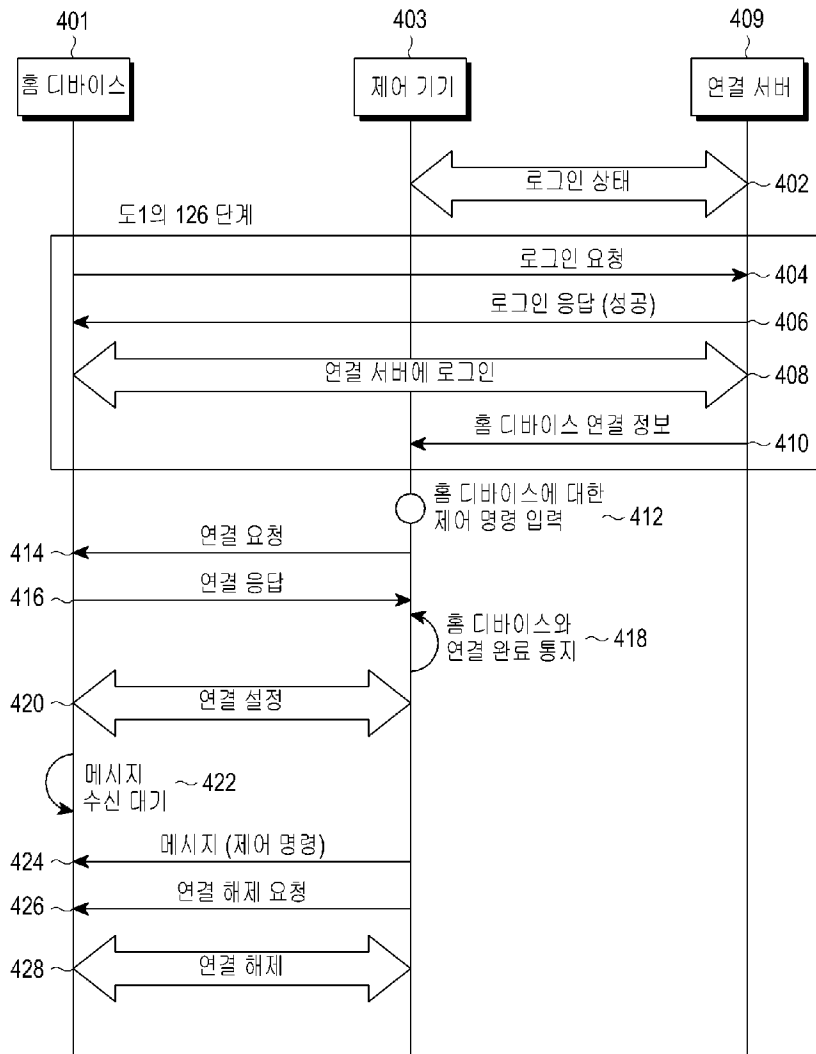 401
403
409
홈 디바이스
제어 기기
연결 서버
로그인 상태
402
도1의 126 단계
로그인 요청
404
로그인 응답 (성공)
406
연결 서버에 로그인
408
홈 디바이스 연결 정보
410
홈 디바이스에 대한
제어 명령 입력
412
414
연결 요청
416
연결 응답
홈 디바이스와
연결 완료 통지
418
420
연결 설정
메시지
수신 대기
422
424
메시지 (제어 명령)
426
연결 해제 요청
428
연결 해제